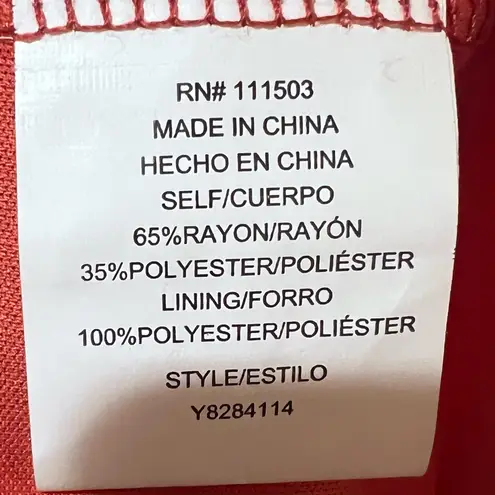 RN# 111503
MADE IN CHINA
HECHO EN CHINA
SELF/CUERPO
65%RAYON/RAYÓN
35%POLYESTER/POLIÉSTER
LINING/FORRO
100%POLYESTER/POLIÉSTER
STYLE/ESTILO
Y8284114